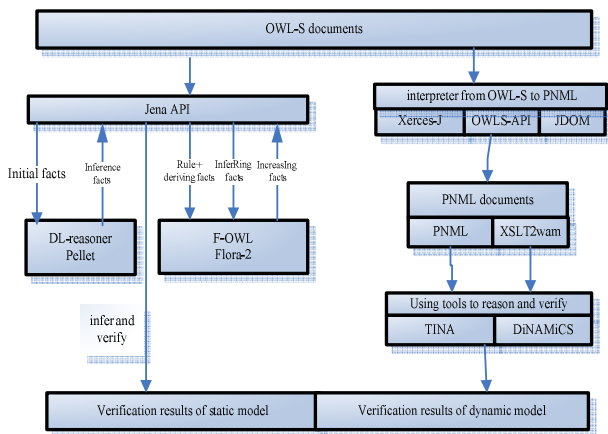 OWL-S documents
Jena API
interpreter from OWL-S to PNML
Xerces-J
OWLS-API
JDOM
Initial facts
Inference
facts
Rule+
deriving facts
InfeRing
facts
Increasing
facts
PNML documents
PNML
XSLT2wam
DL-reasoner
Pellet
F-OWL
Flora-2
Using tools to reason and verify
TINA
DiNAMiCS
infer and
verify
Verification results of static model
Verification results of dynamic model